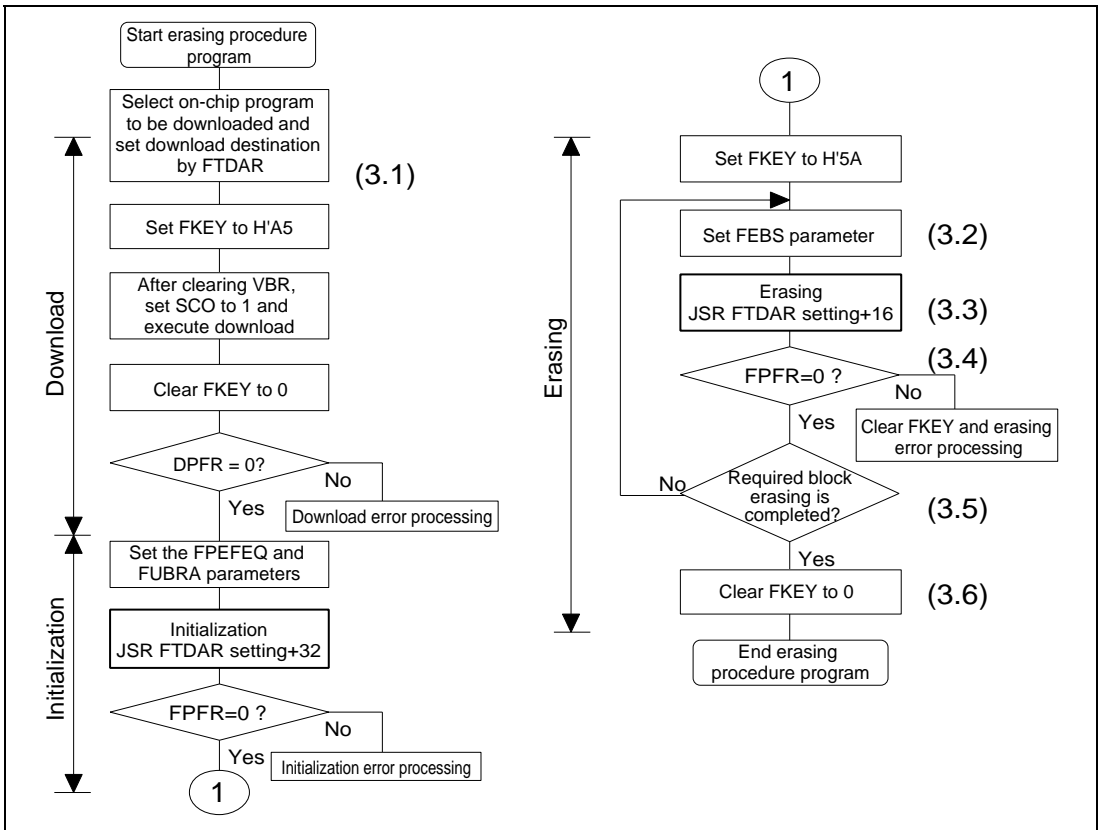 Start erasing procedure
program
Select on-chip program
to be downloaded and
set download destination
by FTDAR
(3.1)
Set FKEY to H'A5
After clearing VBR,
set SCO to 1 and
execute download
Clear FKEY to 0
DPFR = 0?
No
Yes
Download error processing
Download
Set the FPEFEQ and
FUBRA parameters
Initialization
JSR FTDAR setting+32
FPFR=0 ?
No
Yes
Initialization error processing
Initialization
1
1
Set FKEY to H'5A
Set FEBS parameter
(3.2)
Erasing
JSR FTDAR setting+16
(3.3)
(3.4)
FPFR=0 ?
No
Yes
Clear FKEY and erasing
error processing
Required block
erasing is
completed?
No
(3.5)
Yes
Clear FKEY to 0
(3.6)
Erasing
End erasing
procedure program